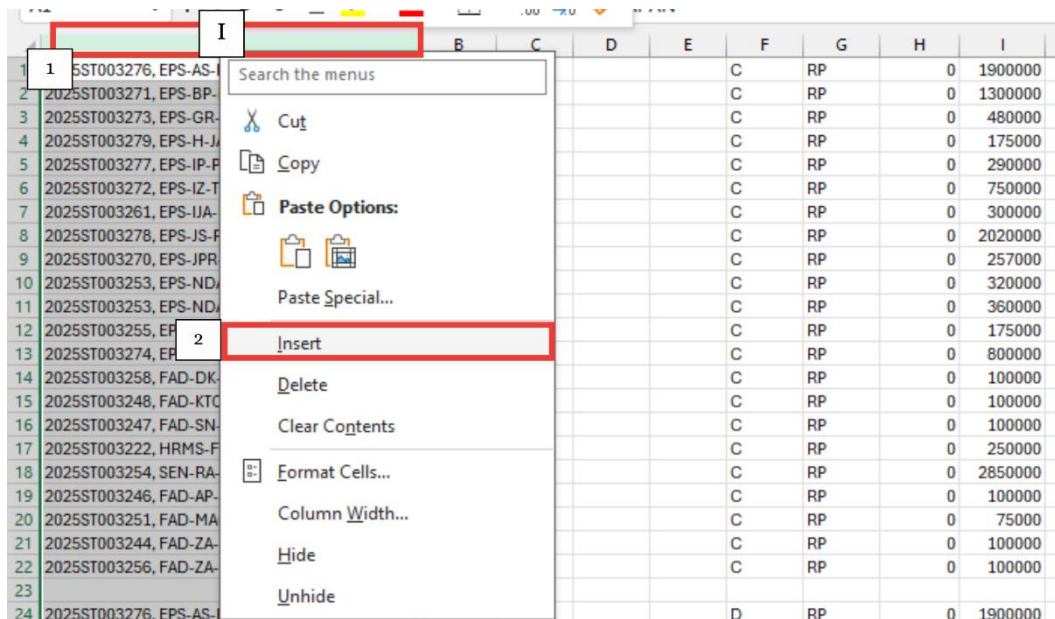 .00 →0
I
B C D E F G H I
1
1 5ST003276, EPS-AS- C RP 0 1900000
2 2025ST003271, EPS-BP- C RP 0 1300000
3 2025ST003273, EPS-GR- C RP 0 480000
4 2025ST003279, EPS-H-J C RP 0 175000
5 2025ST003277, EPS-IP-P C RP 0 290000
6 2025ST003272, EPS-IZ-T C RP 0 750000
7 2025ST003261, EPS-IJA- C RP 0 300000
8 2025ST003278, EPS-JS-F C RP 0 2020000
9 2025ST003270, EPS-JPR C RP 0 257000
10 2025ST003253, EPS-ND C RP 0 320000
11 2025ST003253, EPS-ND C RP 0 360000
12 2025ST003255, EP C RP 0 175000
13 2025ST003274, EP C RP 0 800000
14 2025ST003258, FAD-DK- C RP 0 100000
15 2025ST003248, FAD-KTO C RP 0 100000
16 2025ST003247, FAD-SN- C RP 0 100000
17 2025ST003222, HRMS-F C RP 0 250000
18 2025ST003254, SEN-RA- C RP 0 2850000
19 2025ST003246, FAD-AP- C RP 0 100000
20 2025ST003251, FAD-MA C RP 0 75000
21 2025ST003244, FAD-ZA- C RP 0 100000
22 2025ST003256, FAD-ZA- C RP 0 100000
23
24 2025ST003276, EPS-AS- D RP 0 1900000
Search the menus
Cut
Copy
Paste Options:
Paste Special...
2
Insert
Delete
Clear Contents
Format Cells...
Column Width...
Hide
Unhide